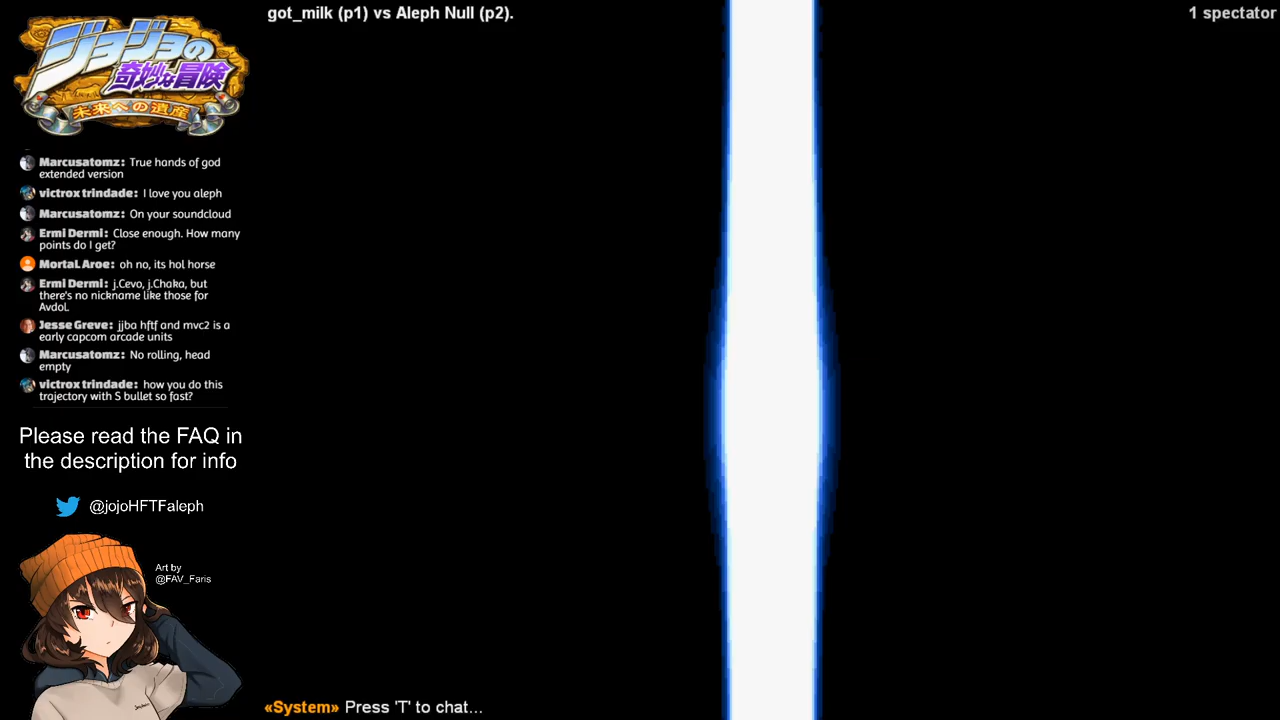 got_milk (p1) vs Aleph Null (p2).
1 spectator
ジョジョの
奇妙な冒険
未来への遺産
Marcusatomz: True hands of god
extended version
victrox trindade: I love you aleph
Marcusatomz: On your soundcloud
Ermi Dermi: Close enough. How many
points do I get?
MortaL Aroe: oh no, its hol horse
Ermi Dermi: j.Cevo, j.Chaka, but
there's no nickname like those for
Avdol.
Jesse Greve: jjba hftf and mvc2 is a
early capcom arcade units
Marcusatomz: No rolling, head
empty
victrox trindade: how you do this
trajectory with S bullet so fast?
Please read the FAQ in
the description for info
@jojoHFTFaleph
Art by
@FAV_Faris
«System» Press 'T' to chat...